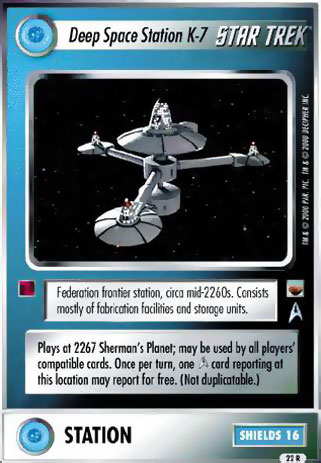 Deep Space Station K-7 STAR TREK
TM & © 2000 PAR. PIC. TM & © 2000 DECIPHER INC.
Federation frontier station, circa mid-2260s. Consists
mostly of fabrication facilities and storage units.
Plays at 2267 Sherman's Planet; may be used by all players'
compatible cards. Once per turn, one card reporting at
this location may report for free. (Not duplicatable.)
STATION
SHIELDS 16
22 R